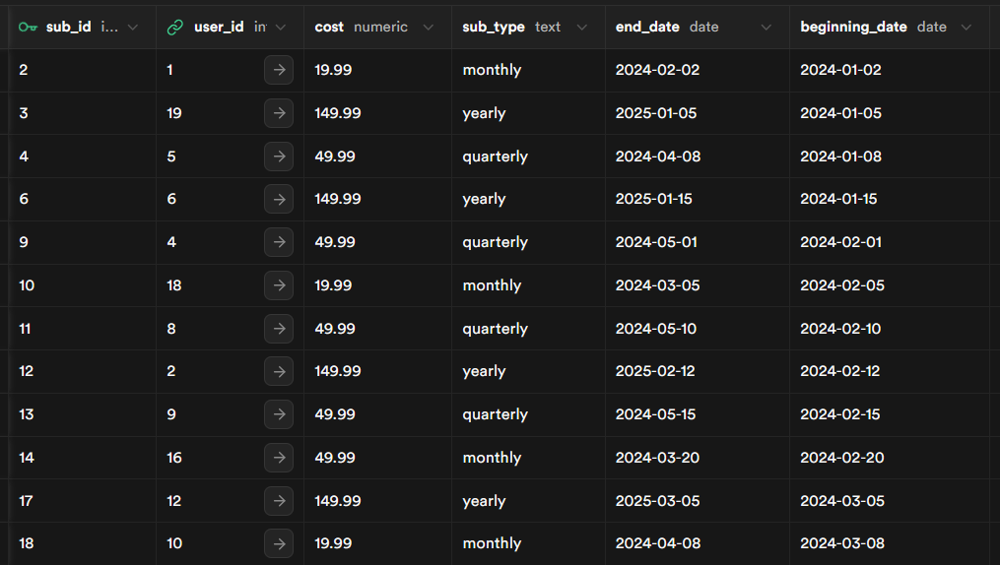 sub_id i... user_id in cost numeric sub_type text end_date date beginning_date date
2 1 19.99 monthly 2024-02-02 2024-01-02
3 19 149.99 yearly 2025-01-05 2024-01-05
4 5 49.99 quarterly 2024-04-08 2024-01-08
6 6 149.99 yearly 2025-01-15 2024-01-15
9 4 49.99 quarterly 2024-05-01 2024-02-01
10 18 19.99 monthly 2024-03-05 2024-02-05
11 8 49.99 quarterly 2024-05-10 2024-02-10
12 2 149.99 yearly 2025-02-12 2024-02-12
13 9 49.99 quarterly 2024-05-15 2024-02-15
14 16 49.99 monthly 2024-03-20 2024-02-20
17 12 149.99 yearly 2025-03-05 2024-03-05
18 10 19.99 monthly 2024-04-08 2024-03-08